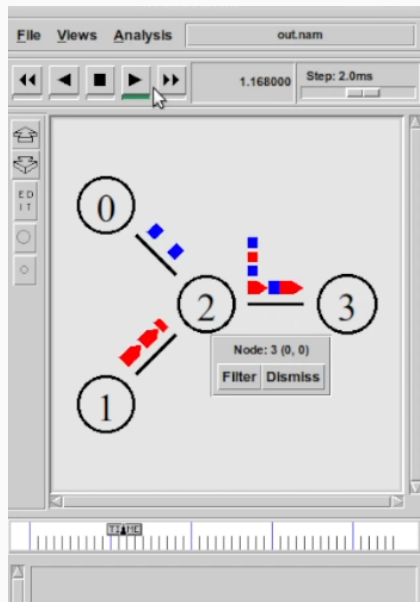 File Views Analysis out.nam
1.168000 Step: 2.0ms
E D
I T
0
2
3
Node: 3 (0, 0)
Filter Dismiss
1
TIME